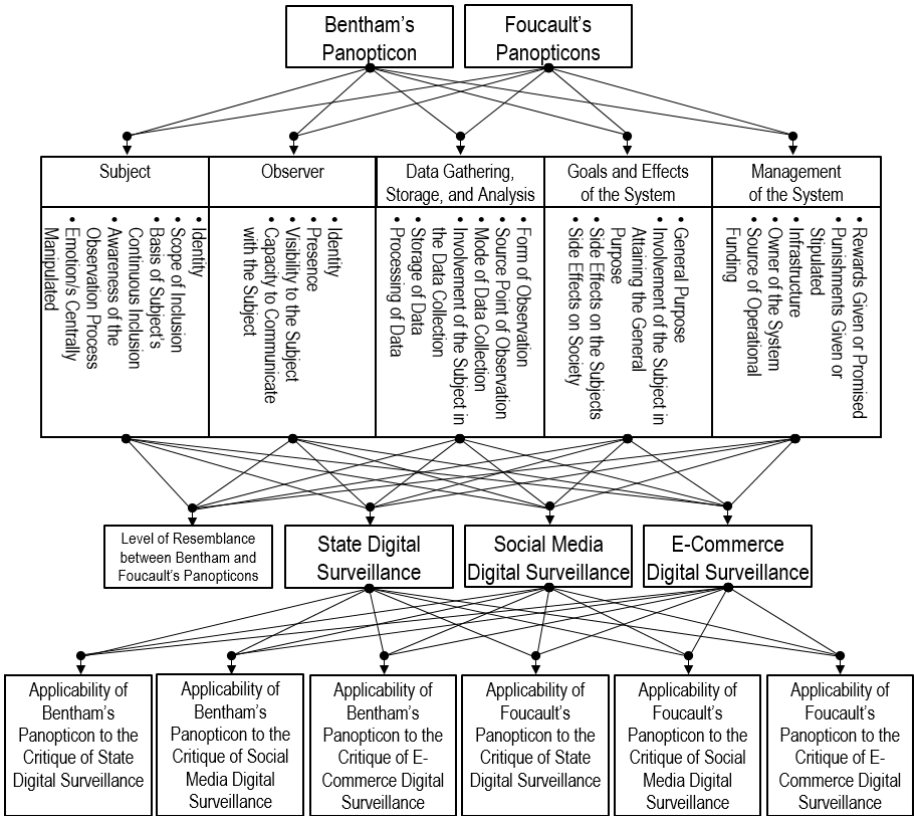 Bentham's
Panopticon
Foucault's
Panopticons
Subject
Observer
Data Gathering,
Storage, and Analysis
Goals and Effects
of the System
Management
of the System
• Identity
• Scope of Inclusion
• Basis of Subject's
Continuous Inclusion
• Awareness of the
Observation Process
• Emotion/s Centrally
Manipulated
• Identity
• Presence
• Visibility to the Subject
• Capacity to Communicate
with the Subject
• Form of Observation
• Source Point of Observation
• Mode of Data Collection
• Involvement of the Subject in
the Data Collection
• Storage of Data
• Processing of Data
• General Purpose
• Involvement of the Subject in
Attaining the General
Purpose
• Side Effects on the Subjects
• Side Effects on Society
• Rewards Given or Promised
• Punishments Given or
Stipulated
• Infrastructure
• Owner of the System
• Source of Operational
Funding
Level of Resemblance
between Bentham and
Foucault's Panopticons
State Digital
Surveillance
Social Media
Digital Surveillance
E-Commerce
Digital Surveillance
Applicability of
Bentham's
Panopticon to the
Critique of State
Digital Surveillance
Applicability of
Bentham's
Panopticon to the
Critique of Social
Media Digital
Surveillance
Applicability of
Bentham's
Panopticon to the
Critique of E-
Commerce Digital
Surveillance
Applicability of
Foucault's
Panopticon to the
Critique of State
Digital Surveillance
Applicability of
Foucault's
Panopticon to the
Critique of Social
Media Digital
Surveillance
Applicability of
Foucault's
Panopticon to the
Critique of E-
Commerce Digital
Surveillance